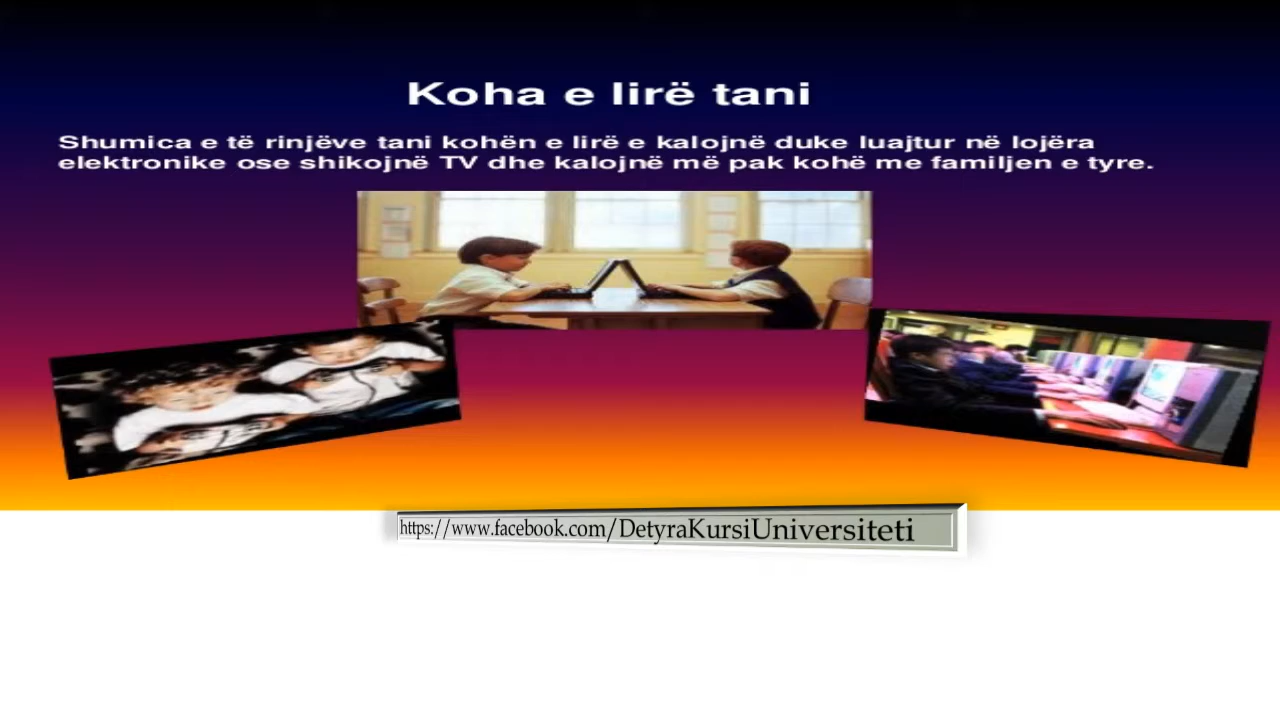 Koha e lirë tani
Shumica e të rinjëve tani kohën e lirë e kalojnë duke luajtur në lojëra
elektronike ose shikojnë TV dhe kalojnë më pak kohë me familjen e tyre.
https://www.facebook.com/DetyraKursiUniversiteti